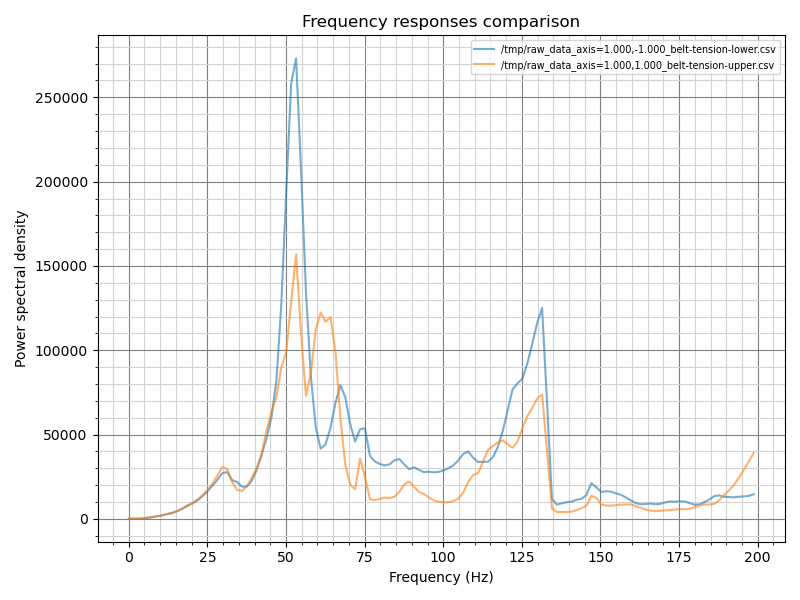 Frequency responses comparison
/tmp/raw_data_axis=1.000,-1.000_belt-tension-lower.csv
/tmp/raw_data_axis=1.000,1.000_belt-tension-upper.csv
250000
200000
150000
100000
50000
0
Power spectral density
0 25 50 75 100 125 150 175 200
Frequency (Hz)